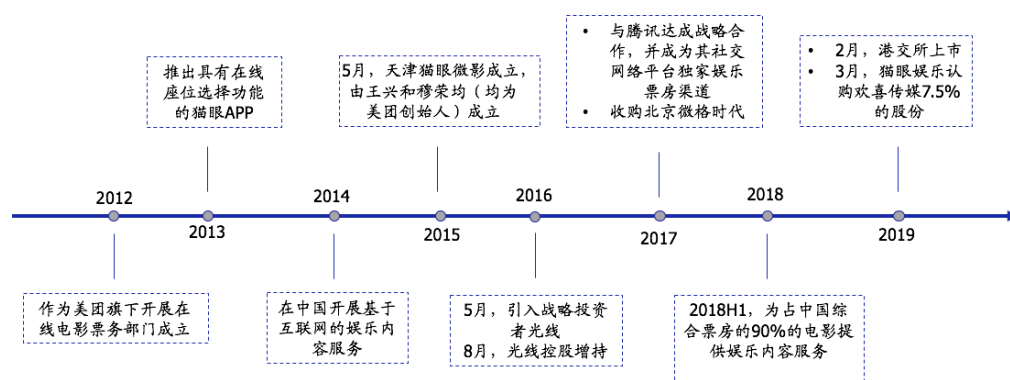 推出具有在线
座位选择功能
的猫眼APP
5月，天津猫眼微影成立，
由王兴和穆荣均（均为
美团创始人）成立
• 与腾讯达成战略合
作，并成为其社交
网络平台独家娱乐
票房渠道
• 收购北京微格时代
• 2月，港交所上市
• 3月，猫眼娱乐认
购欢喜传媒7.5%
的股份
2012
2013
2014
2015
2016
2017
2018
2019
作为美团旗下开展在
线电影票务部门成立
在中国开展基于
互联网的娱乐内
容服务
5月，引入战略投资
者光线
8月，光线控股增持
2018H1，为占中国综
合票房的90%的电影提
供娱乐内容服务